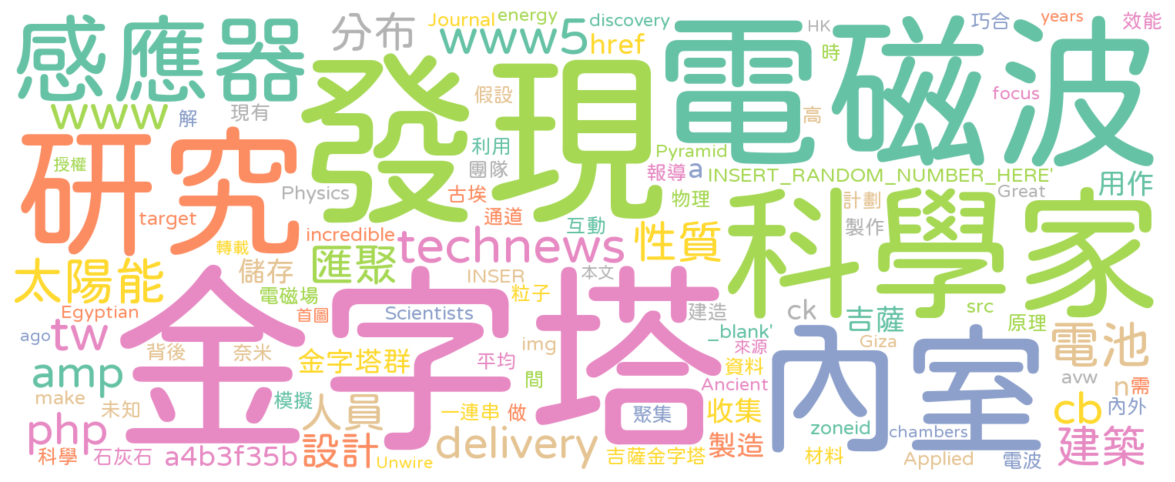 感應器
分布
Journal
energy
discovery
www5
href
電磁波
HK
巧合
years
效能
時
www
解
現有
假設
發現
focus
高
研究
授權
利用
團隊
Pyramid
報導
a
INSERT_RANDOM_NUMBER_HERE'
Physics
古埃
物理
Great
用作
target
通道
互動
計劃
製作
轉載
incredible
technews
性質
科學家
太陽能
儲存
匯聚
INSER
本文
電磁場
粒子
金字塔
Egyptian
首圖
Scientists
建造
ck
吉薩
src
原理
ago
tw
背後
奈米
金字塔群
平均
img
間
_blank'
來源
Giza
內室
電池
amp
資料
Ancient
avw
n
需
make
未知
模擬
人員
一連串
做
聚集
收集
cb
內外
php
delivery
製造
zoneid
chambers
建築
科學
石灰石
a4b3f35b
設計
Unwire
吉薩金字塔
材料
Applied
電波